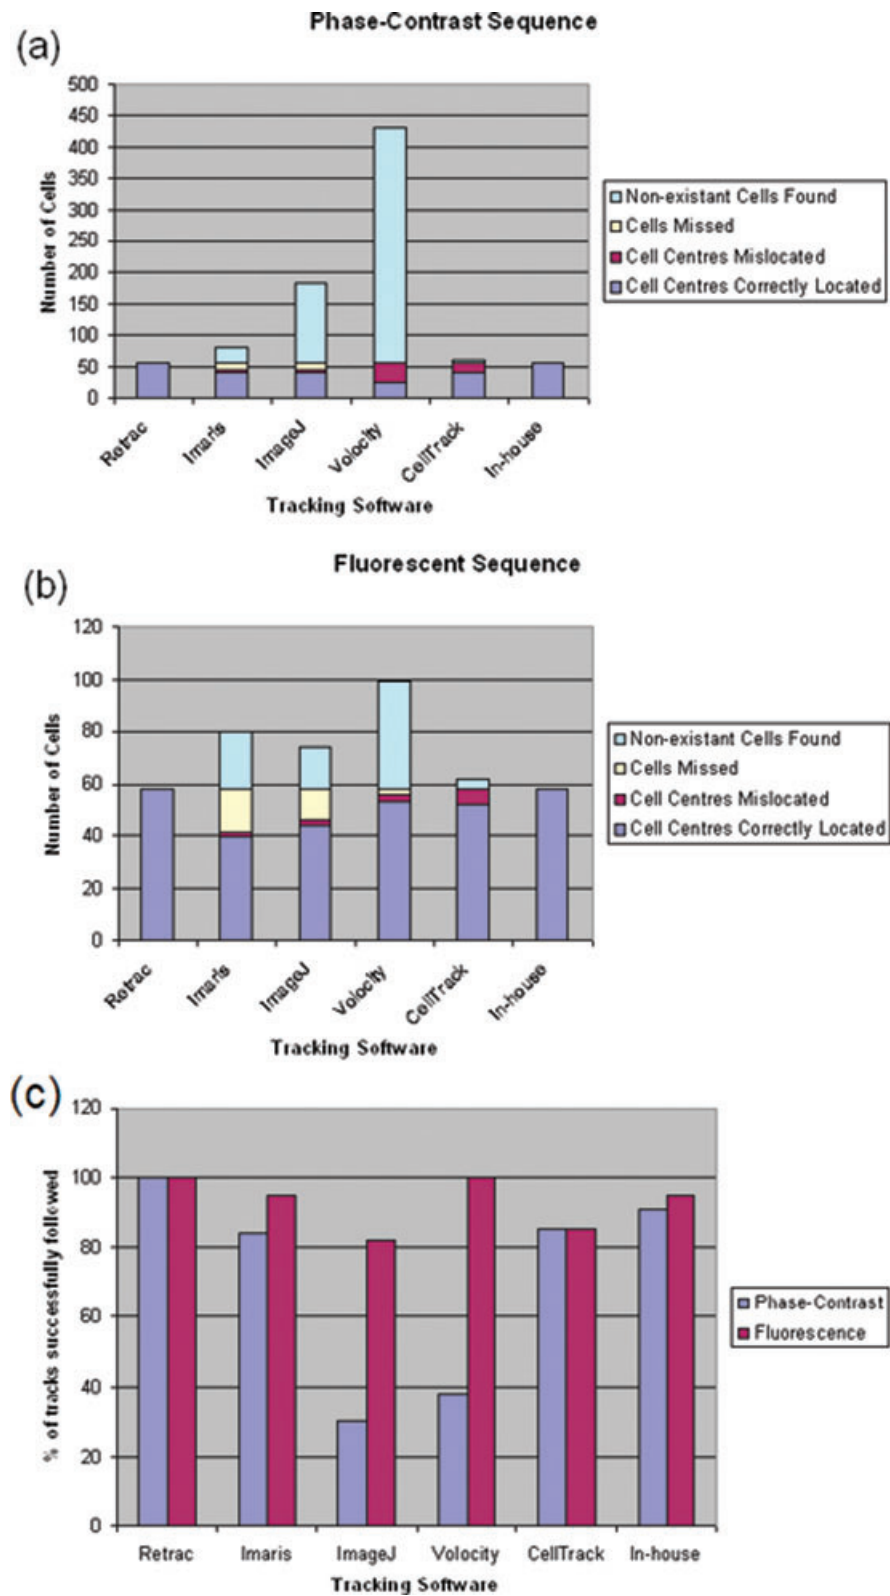 Phase-Contrast Sequence
(a)
500
450
400
350
300
250
200
150
100
50
0
Number of Cells
Non-existant Cells Found
Cells Missed
Cell Centres Mislocated
Cell Centres Correctly Located
Retrac
Imaris
ImageJ
Volocity
CellTrack
In-house
Tracking Software
Fluorescent Sequence
(b)
120
100
80
60
40
20
0
Number of Cells
Non-existant Cells Found
Cells Missed
Cell Centres Mislocated
Cell Centres Correctly Located
Retrac
Imaris
ImageJ
Volocity
CellTrack
In-house
Tracking Software
(c)
120
100
80
60
40
20
0
% of tracks successfully followed
Phase-Contrast
Fluorescence
Retrac
Imaris
ImageJ
Volocity
CellTrack
In-house
Tracking Software